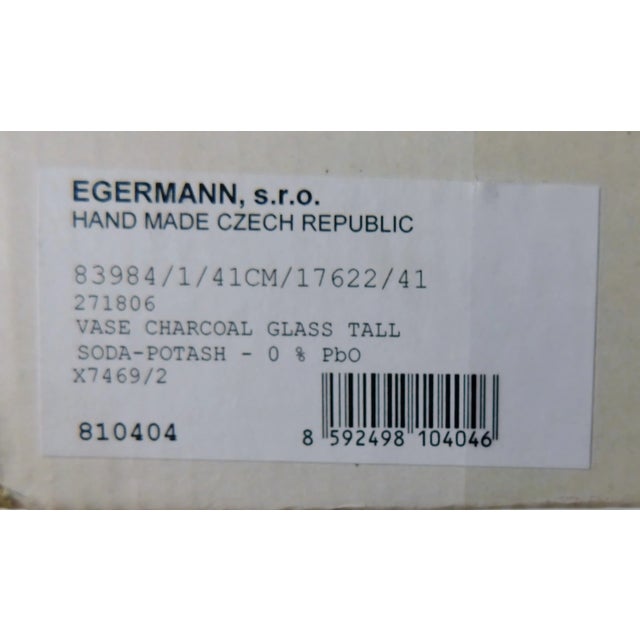 EGERMANN, s.r.o.
HAND MADE CZECH REPUBLIC
83984/1/41CM/17622/41
271806
VASE CHARCOAL GLASS TALL
SODA-POTASH - 0 % PbO
X7469/2
810404
8 592498 104046